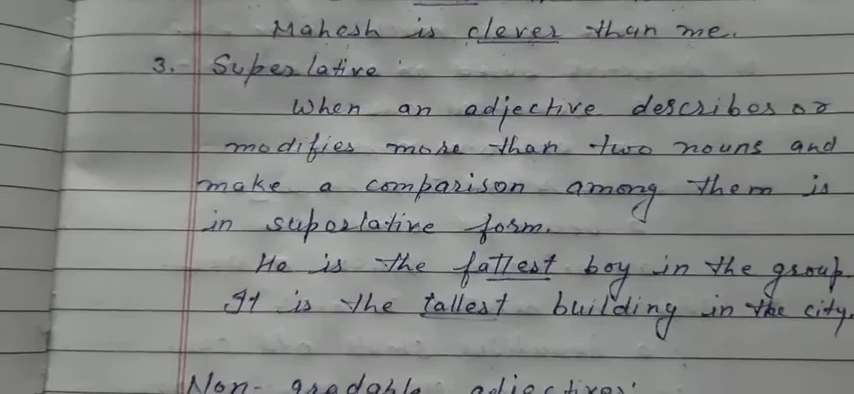 Mahesh is clever than me.
3. Superlative
When an adjective describes or
modifies more than two nouns and
make a comparison among them is
in superlative form.
He is the fattest boy in the group
It is the tallest building in the city.
Non-gradable adjectives: